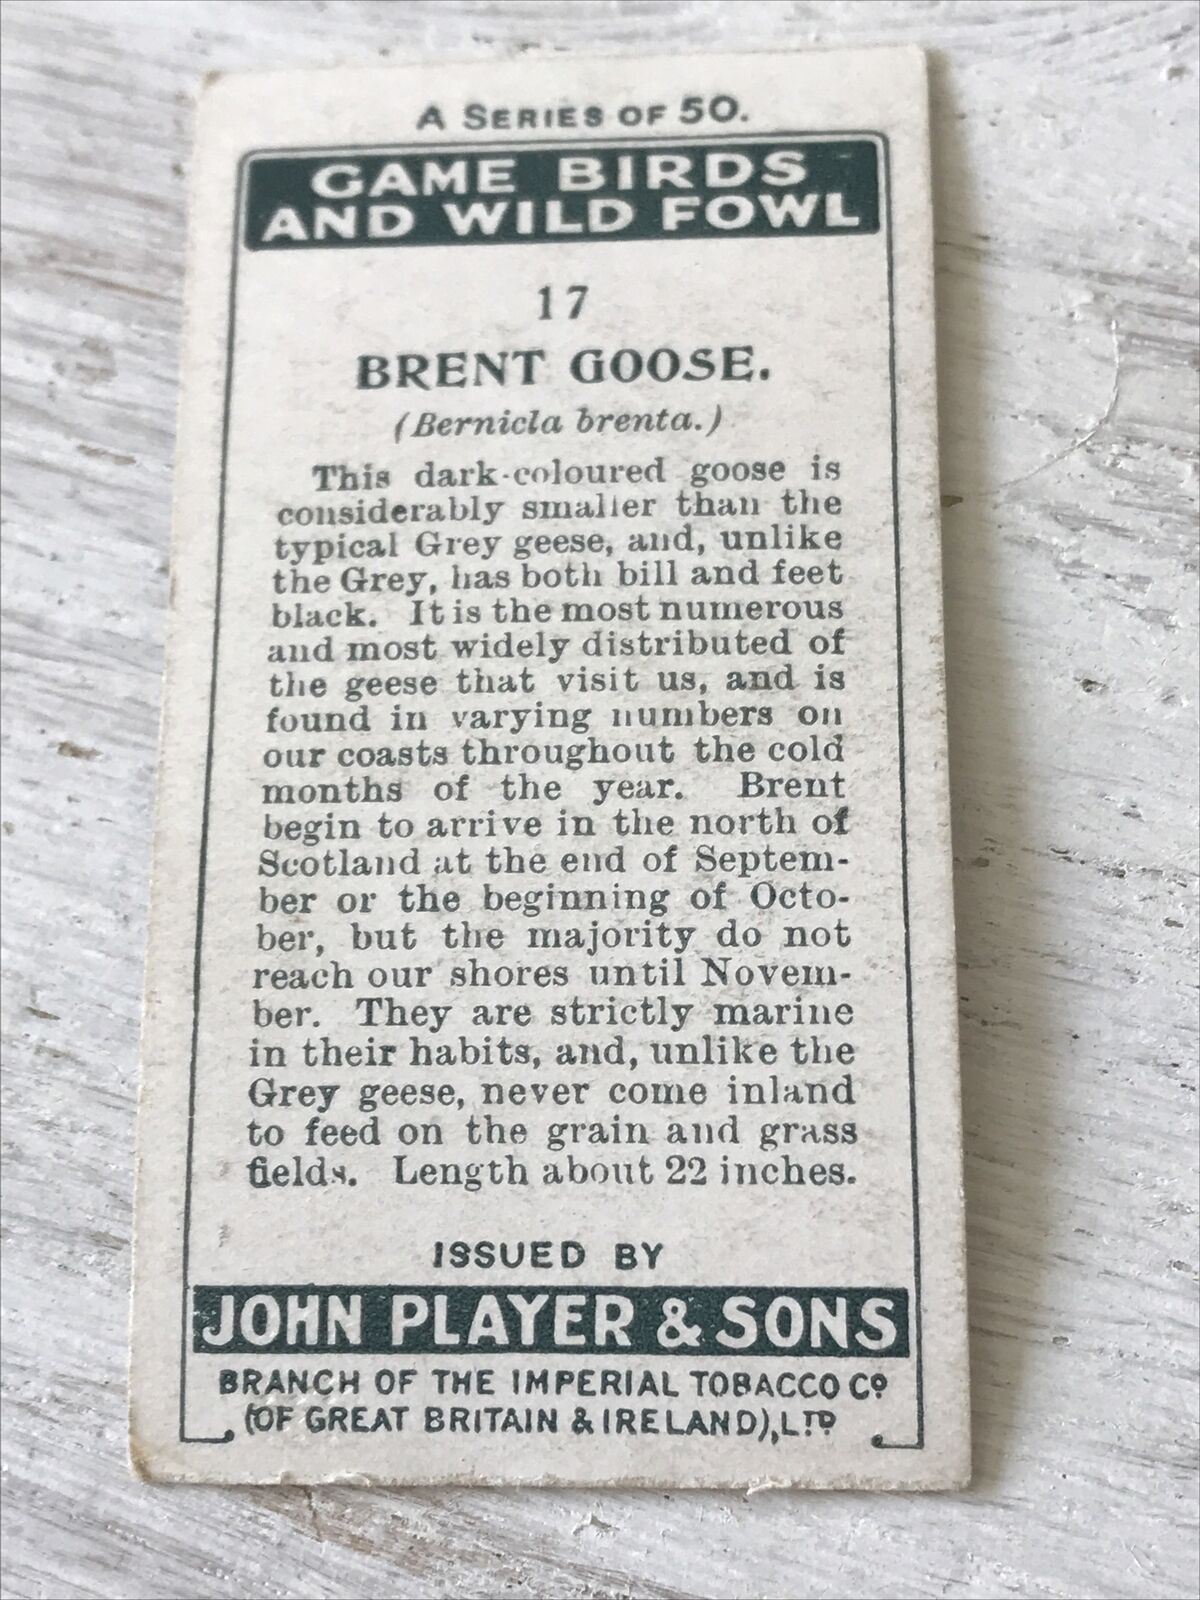 A SERIES OF 50.
GAME BIRDS
AND WILD FOWL
17
BRENT GOOSE.
(Bernicla brenta.)
This dark-coloured goose is
considerably smaller than the
typical Grey geese, and, unlike
the Grey, has both bill and feet
black. It is the most numerous
and most widely distributed of
the geese that visit us, and is
found in varying numbers on
our coasts throughout the cold
months of the year. Brent
begin to arrive in the north of
Scotland at the end of Septem-
ber or the beginning of Octo-
ber, but the majority do not
reach our shores until Novem-
ber. They are strictly marine
in their habits, and, unlike the
Grey geese, never come inland
to feed on the grain and grass
fields. Length about 22 inches.
ISSUED BY
JOHN PLAYER & SONS
BRANCH OF THE IMPERIAL TOBACCO Co
(OF GREAT BRITAIN & IRELAND), LTD